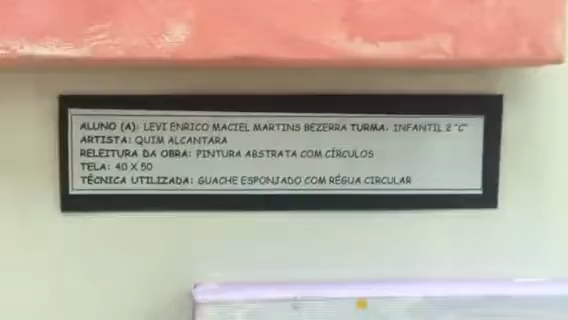 ALUNO (A): LEVI ENRICO MACIEL MARTINS BEZERRA TURMA: INFANTIL 2 "C"
ARTISTA: QUIM ALCANTARA
RELEITURA DA OBRA: PINTURA ABSTRATA COM CÍRCULOS
TELA: 40 X 50
TÉCNICA UTILIZADA: GUACHE ESPONJADO COM RÉGUA CIRCULAR